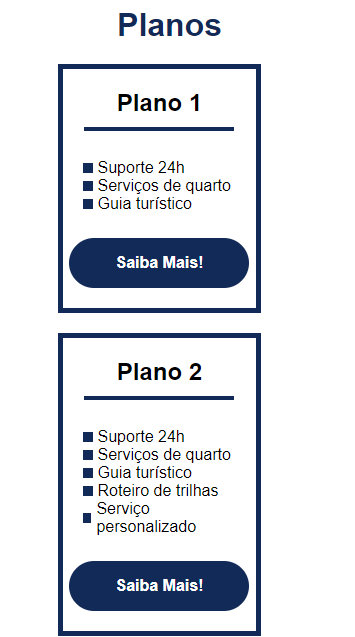 Planos
Plano 1
Suporte 24h
Serviços de quarto
Guia turístico
Saiba Mais!
Plano 2
Suporte 24h
Serviços de quarto
Guia turístico
Roteiro de trilhas
Serviço
personalizado
Saiba Mais!